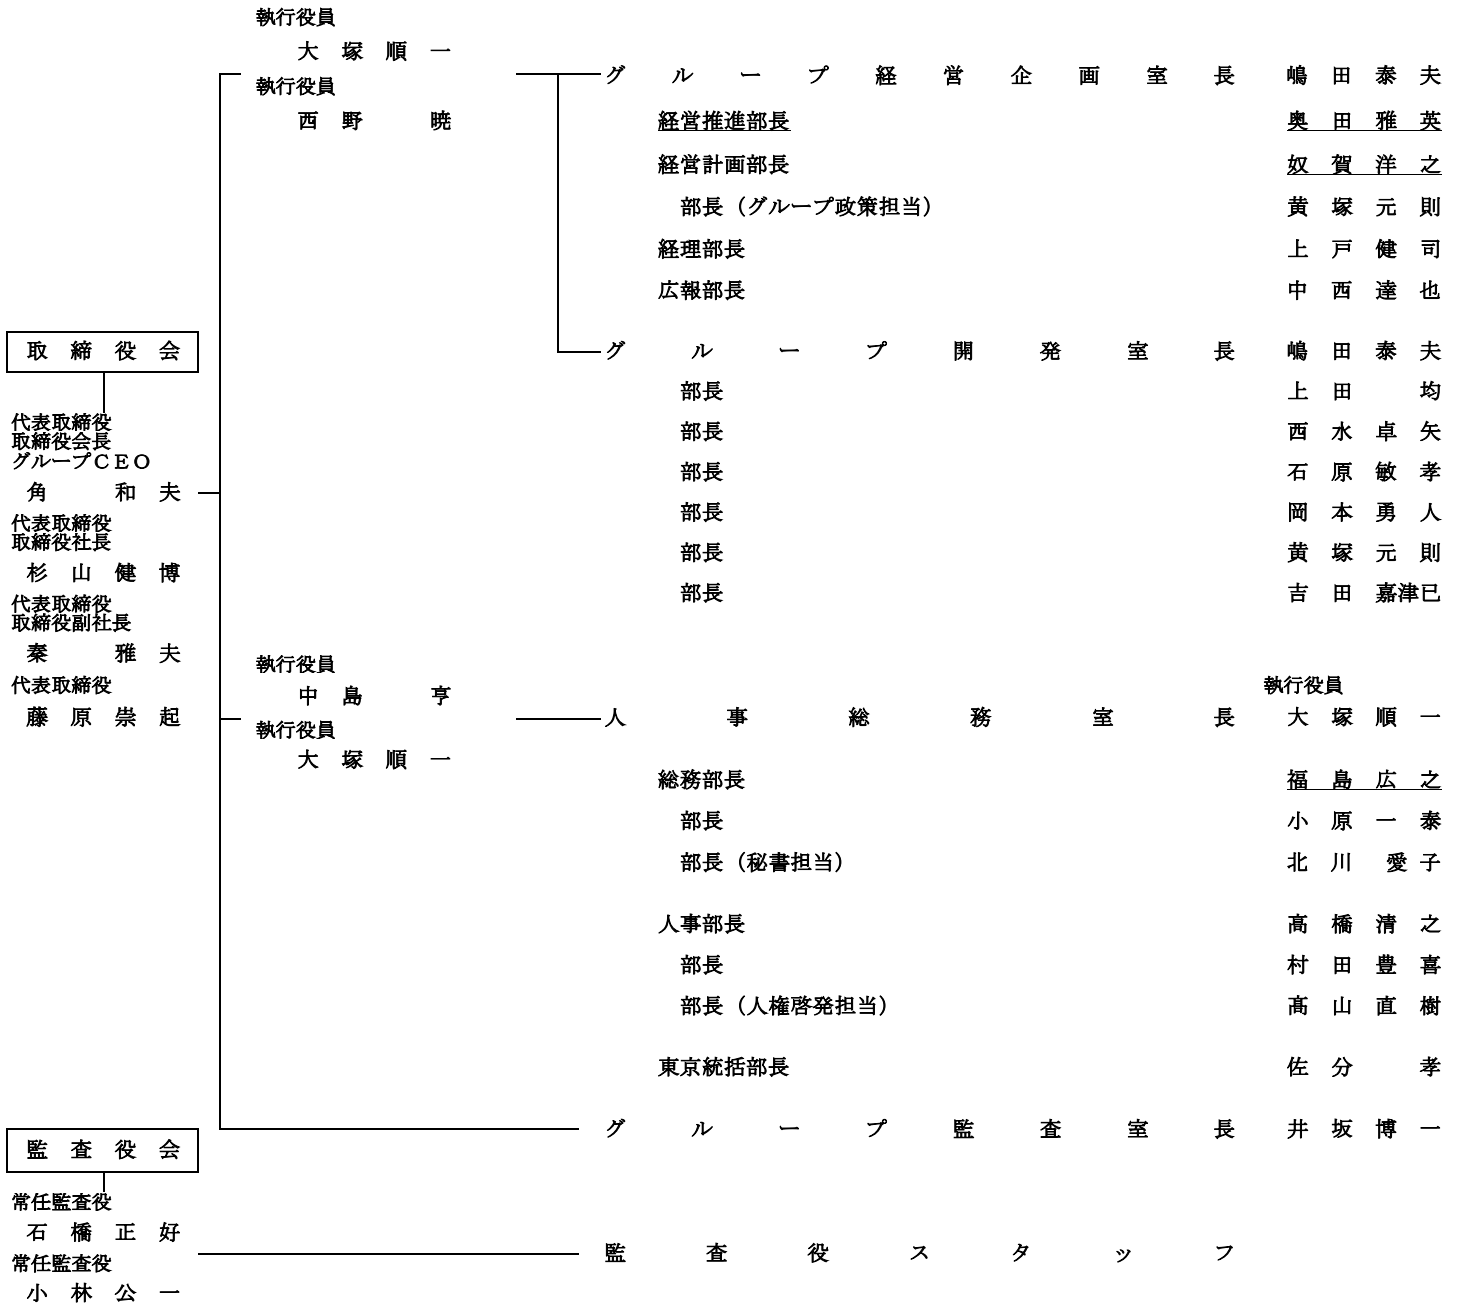 執行役員
大塚順一
執行役員
西野暁
グループ経営企画室長 嶋田泰夫
経営推進部長 奥田雅英
経営計画部長 奴賀洋之
部長（グループ政策担当） 黄塚元則
経理部長 上戸健司
広報部長 中西達也
グループ開発室長 嶋田泰夫
部長 上田均
部長 西水卓矢
部長 石原敏孝
部長 岡本勇人
部長 黄塚元則
部長 吉田嘉津已
取締役会
代表取締役
取締役会長
グループＣＥＯ
角和夫
代表取締役
取締役社長
杉山健博
代表取締役
取締役副社長
秦雅夫
代表取締役
藤原崇起
執行役員
中島亨
執行役員
大塚順一
執行役員
人事総務室長 大塚順一
総務部長 福島広之
部長 小原一泰
部長（秘書担当） 北川愛子
人事部長 高橋清之
部長 村田豊喜
部長（人権啓発担当） 髙山直樹
東京統括部長 佐分孝
グループ監査室長 井坂博一
監査役会
常任監査役
石橋正好
常任監査役
小林公一
監査役スタッフ